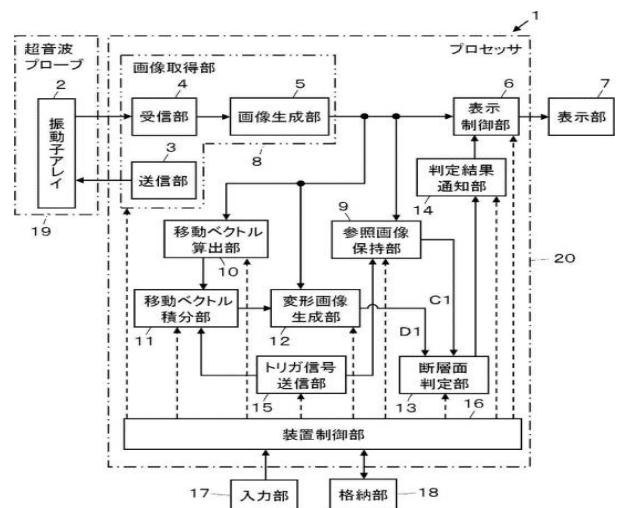 1
超音波
プローブ
プロセッサ
画像取得部
2
4
5
6
7
振動子アレイ
受信部
画像生成部
表示
制御部
表示部
3
8
送信部
判定結果
通知部
14
9
19
移動ベクトル
算出部
10
参照画像
保持部
20
移動ベクトル
積分部
11
変形画像
生成部
12
C1
D1
トリガ信号
送信部
15
断層面
判定部
13
16
装置制御部
17
入力部
格納部
18